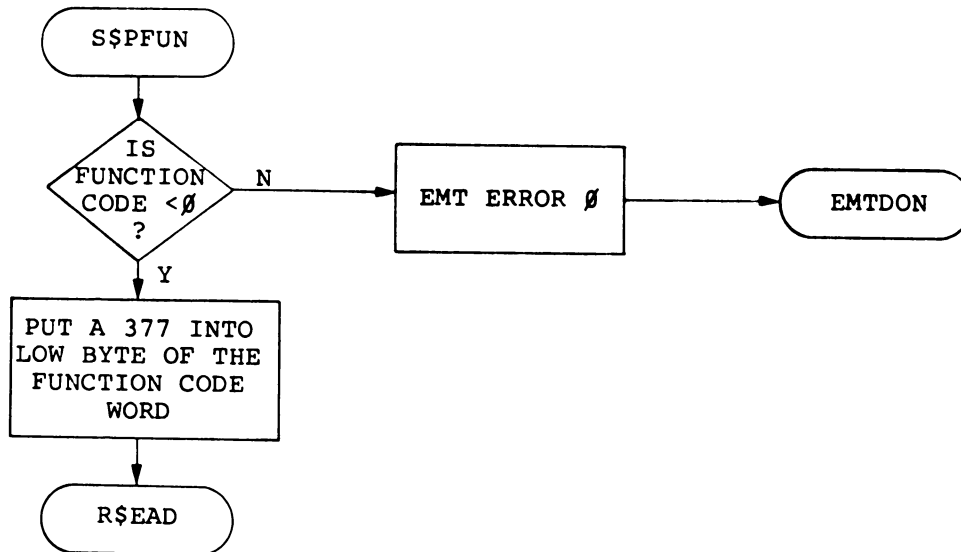 S$PFUN
IS
FUNCTION
CODE <Ø
?
N
EMT ERROR Ø
EMTDON
Y
PUT A 377 INTO
LOW BYTE OF THE
FUNCTION CODE
WORD
R$EAD